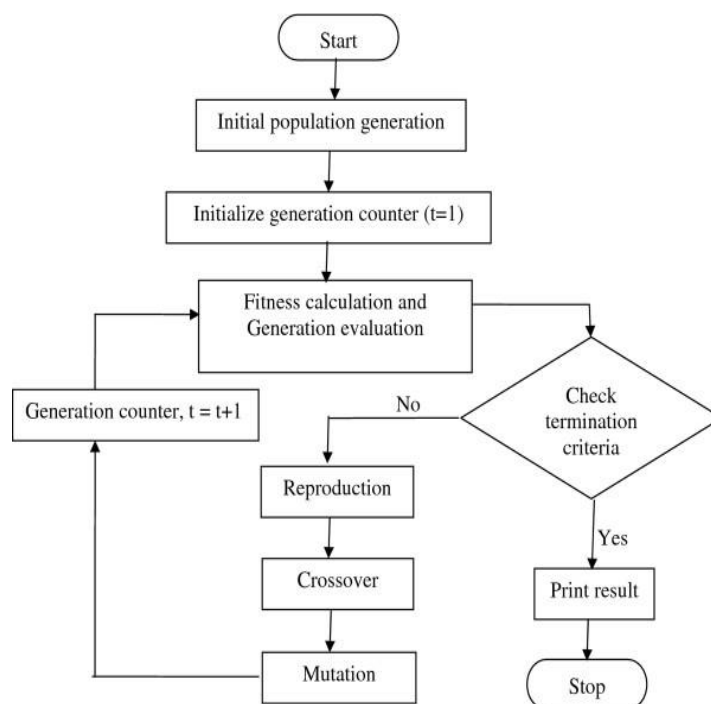 Start
Initial population generation
Initialize generation counter (t=1)
Fitness calculation and
Generation evaluation
Generation counter, t = t+1
No
Check
termination
criteria
Reproduction
Yes
Crossover
Print result
Mutation
Stop